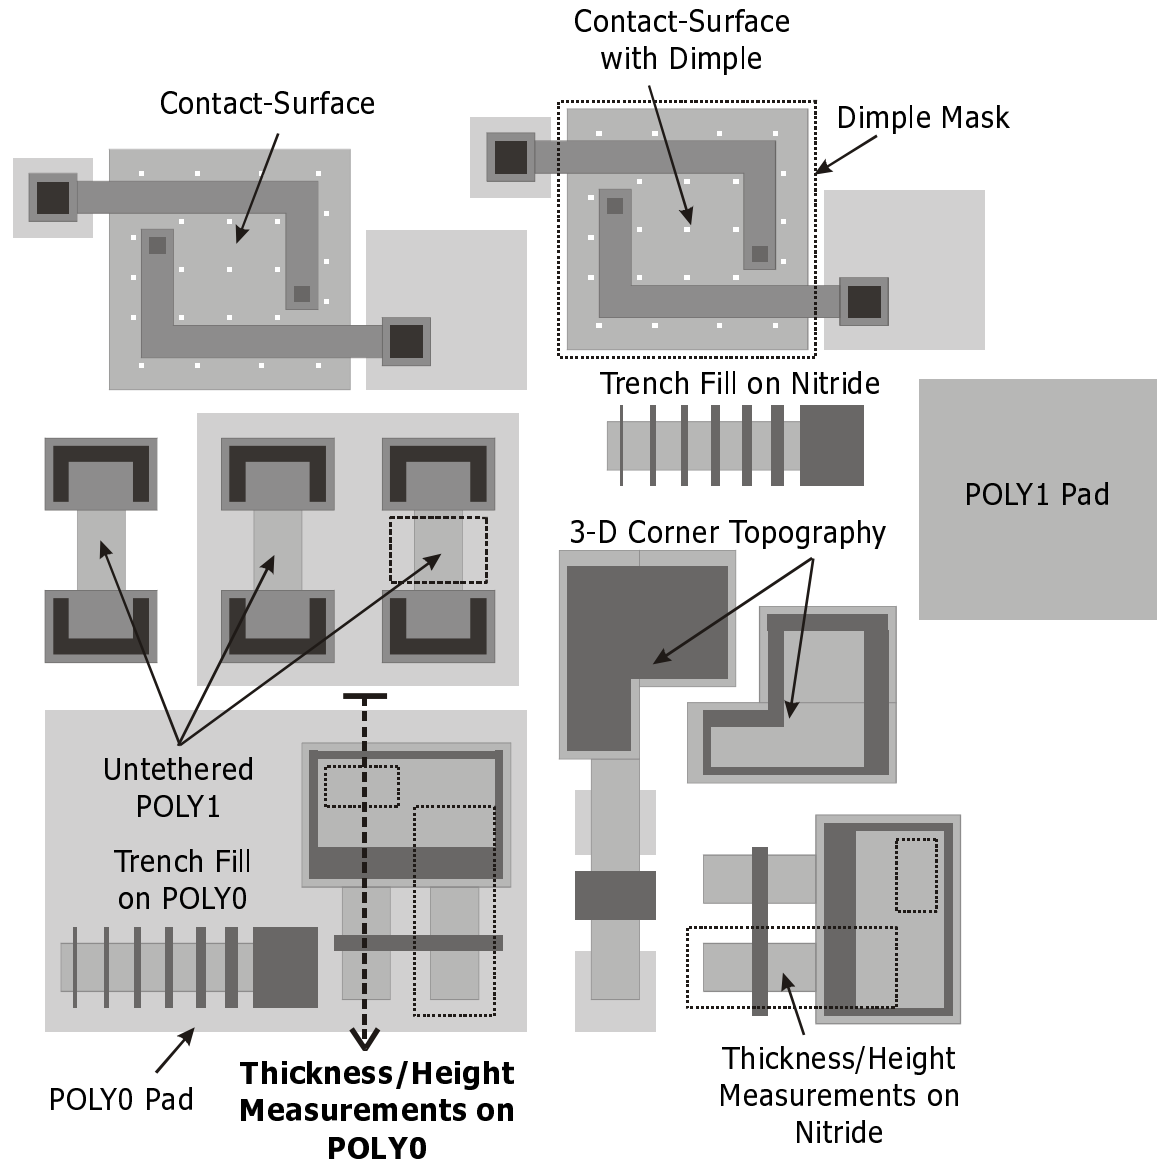 Contact-Surface
with Dimple
Contact-Surface
Dimple Mask
Trench Fill on Nitride
POLY1 Pad
3-D Corner Topography
Untethered
POLY1
Trench Fill
on POLY0
POLY0 Pad
Thickness/Height
Measurements on
POLY0
Thickness/Height
Measurements on
Nitride